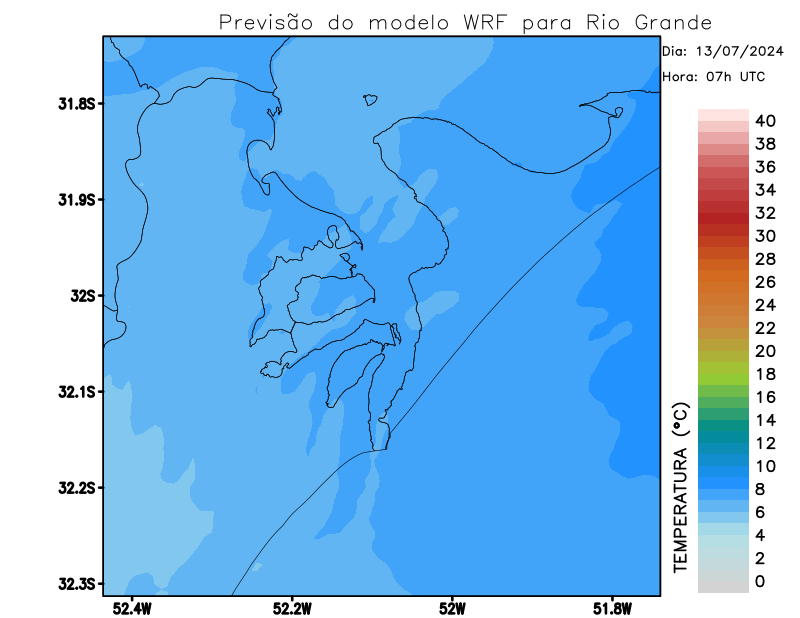 Previsão do modelo WRF para Rio Grande
Dia: 13/07/2024
Hora: 07h UTC
31.8S
31.9S
32S
32.1S
32.2S
32.3S
52.4W
52.2W
52W
51.8W
TEMPERATURA (°C)
40
38
36
34
32
30
28
26
24
22
20
18
16
14
12
10
8
6
4
2
0